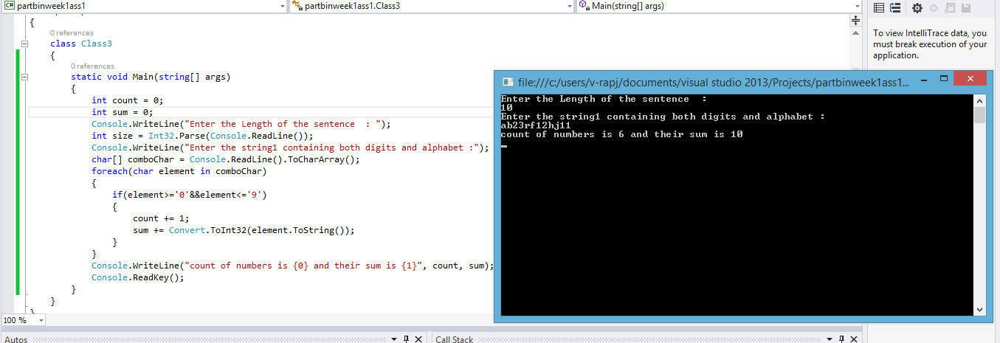 C# partbinweek1ass1
partbinweek1ass1.Class3
Main(string[] args)
{
0 references
class Class3
{
0 references
static void Main(string[] args)
{
int count = 0;
int sum = 0;
Console.WriteLine("Enter the Length of the sentence  : ");
int size = Int32.Parse(Console.ReadLine());
Console.WriteLine("Enter the string1 containing both digits and alphabet :");
char[] comboChar = Console.ReadLine().ToCharArray();
foreach(char element in comboChar)
{
if(element>='0'&&element<='9')
{
count += 1;
sum += Convert.ToInt32(element.ToString());
}
}
Console.WriteLine("count of numbers is {0} and their sum is {1}", count, sum);
Console.ReadKey();
}
}
}
100 %
Autos
Call Stack
file:///c:/users/v-rapj/documents/visual studio 2013/Projects/partbinweek1ass1...
Enter the Length of the sentence  :
10
Enter the string1 containing both digits and alphabet :
ab23rf12hj11
count of numbers is 6 and their sum is 10
To view IntelliTrace data, you
must break execution of your
application.